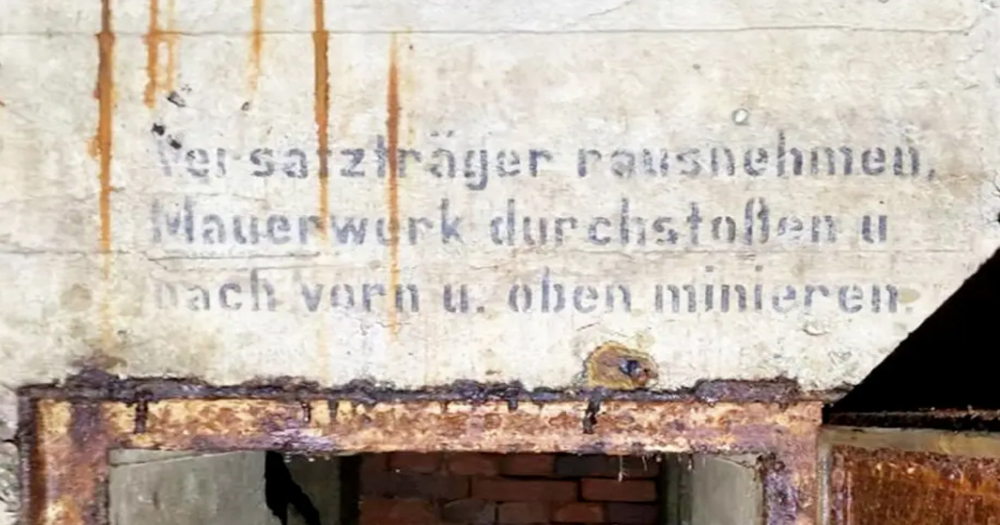 Versatzträger rausnehmen,
Mauerwerk durchstoßen u
nach vorn u. oben minieren.